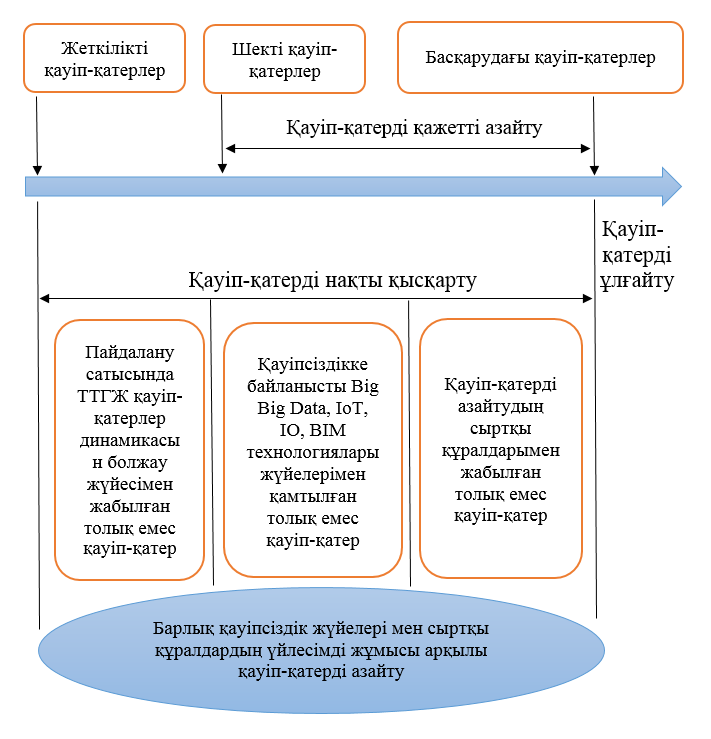 Жеткілікті
қауіп-қатерлер
Шекті қауіп-
қатерлер
Басқарудағы қауіп-қатерлер
Қауіп-қатерді қажетті азайту
Қауіп-
қатерді
ұлғайту
Қауіп-қатерді нақты қысқарту
Пайдалану
сатысында
ТТГЖ қауіп-
қатерлер
динамикасы
н болжау
жүйесімен
жабылған
толық емес
қауіп-қатер
Қауіпсіздікке
байланысты Big
Big Data, IoT,
IO, BIM
технологиялары
жүйелерімен
қамтылған
толық емес
қауіп-қатер
Қауіп-қатерді
азайтудың
сыртқы
құралдарымен
жабылған
толық емес
қауіп-қатер
Барлық қауіпсіздік жүйелері мен сыртқы
құралдардың үйлесімді жұмысы арқылы
қауіп-қатерді азайту